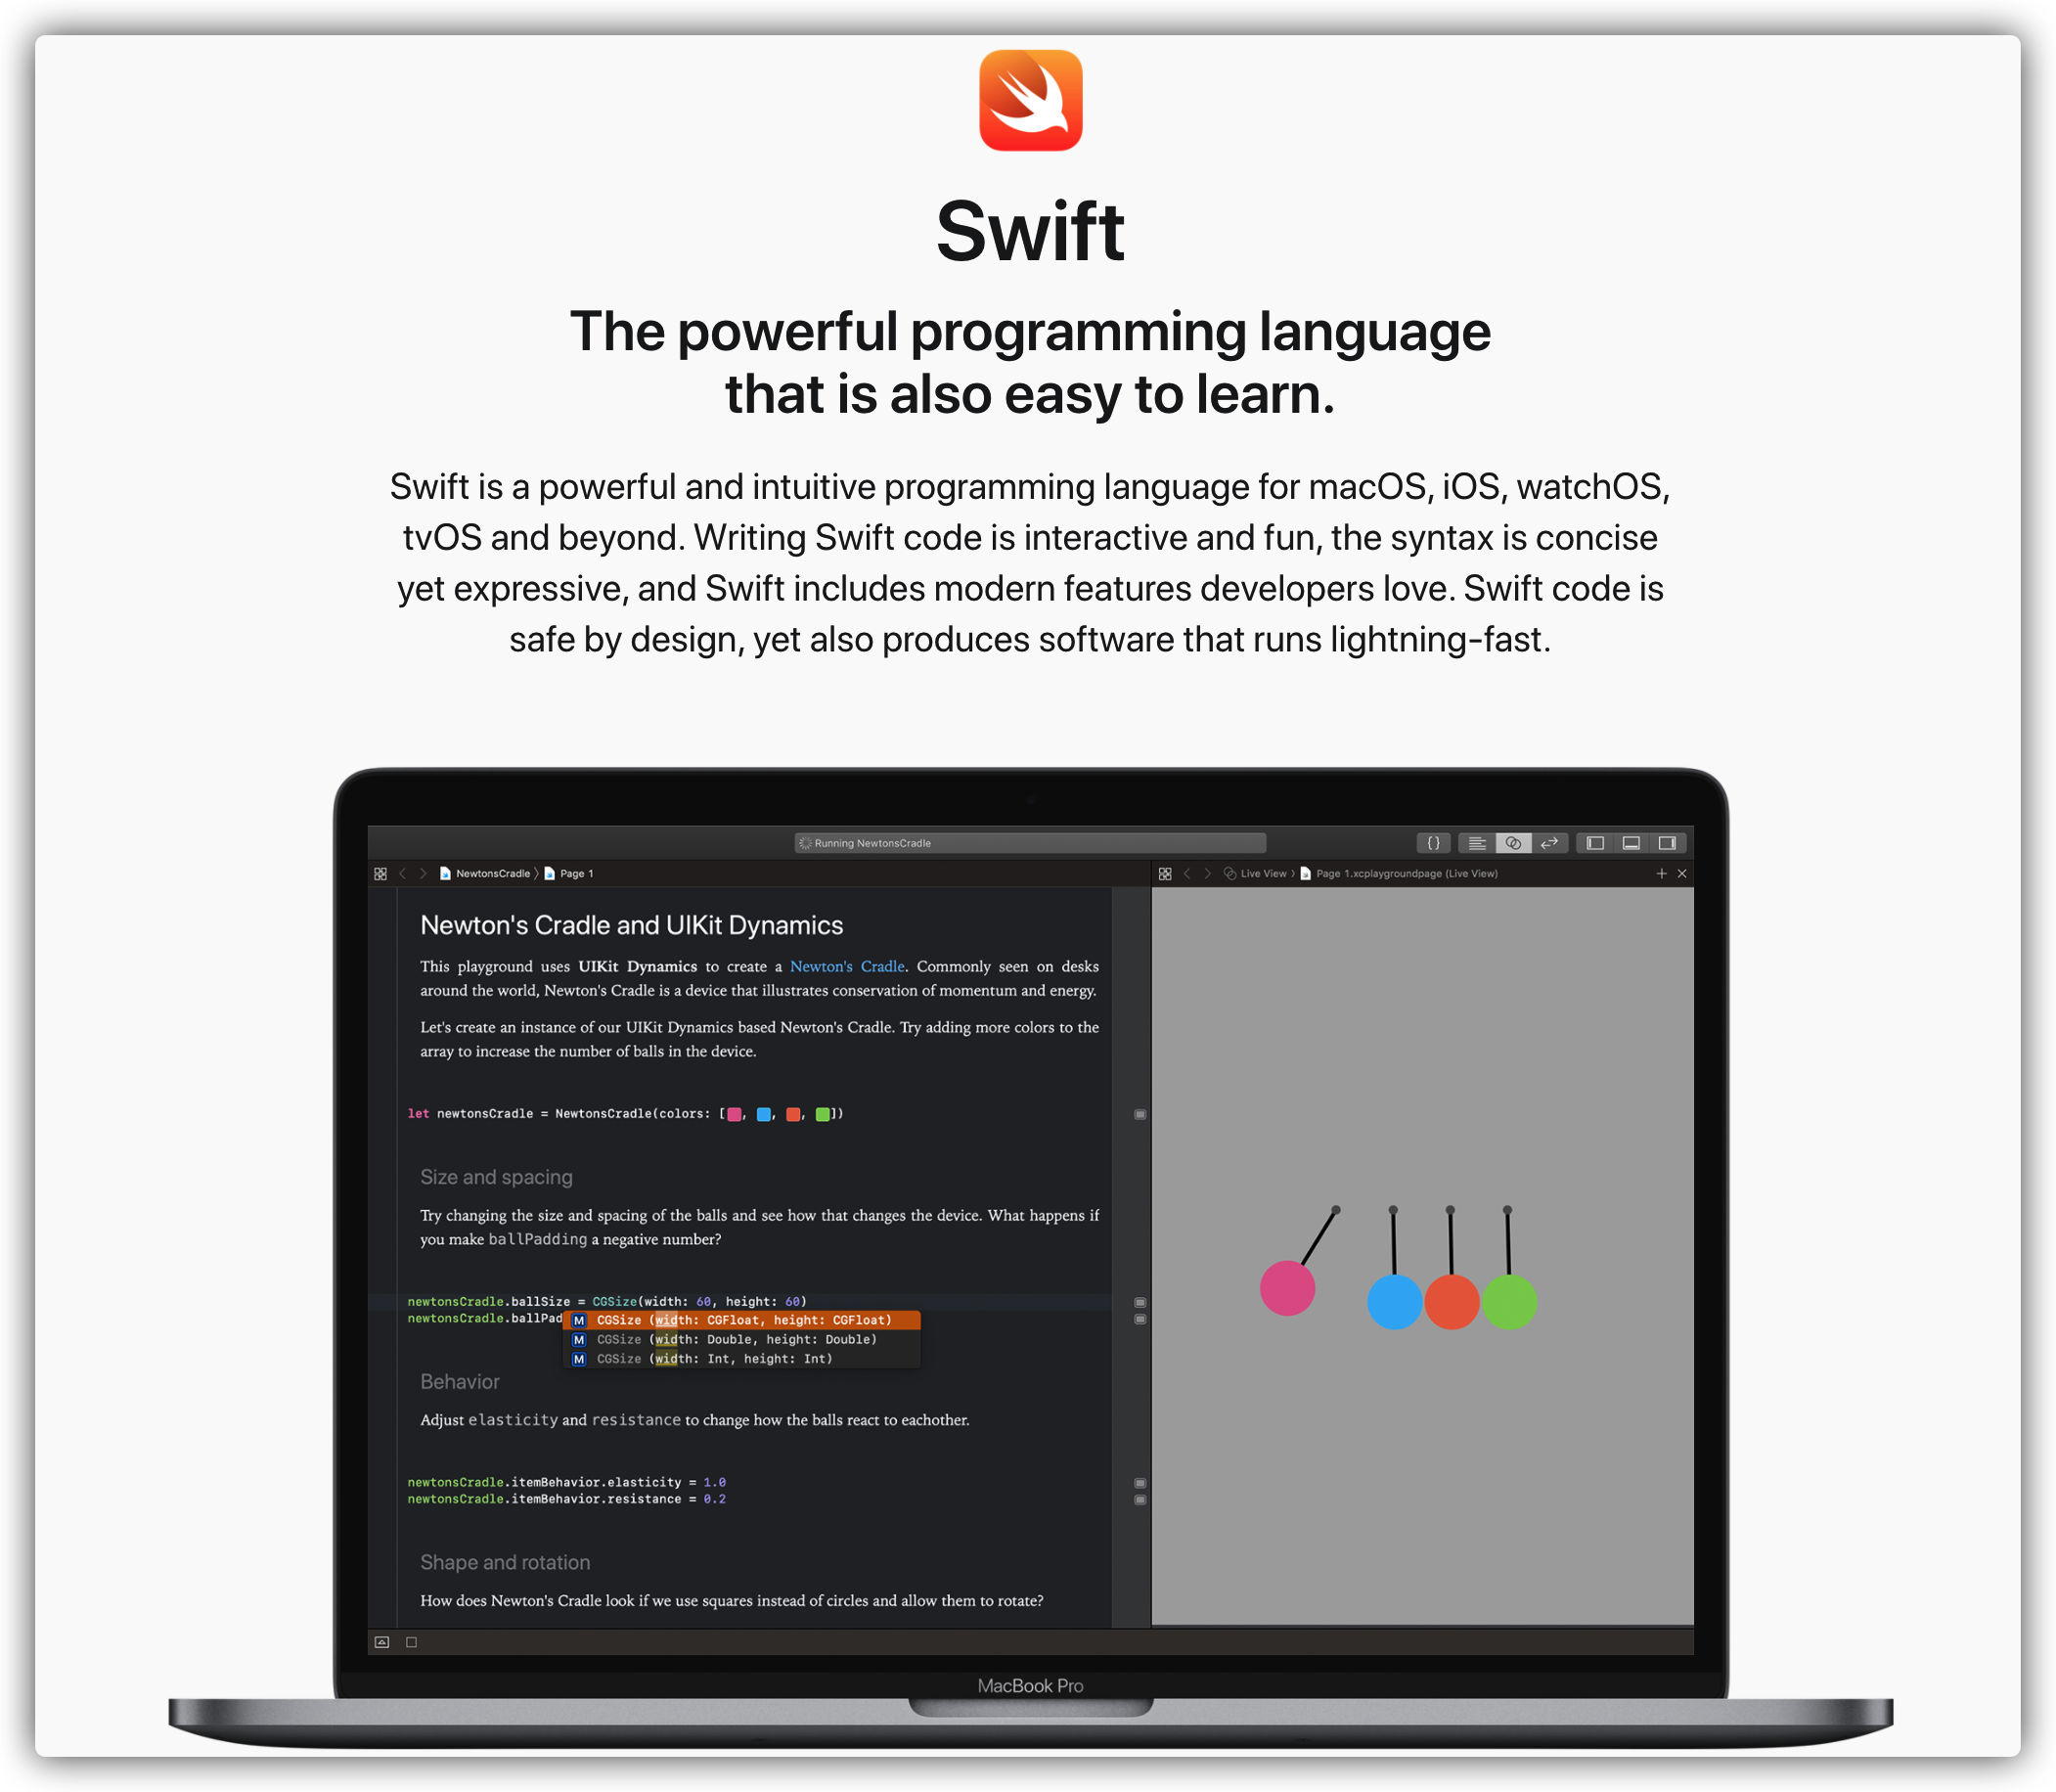 Swift
The powerful programming language
that is also easy to learn.
Swift is a powerful and intuitive programming language for macOS, iOS, watchOS,
tvOS and beyond. Writing Swift code is interactive and fun, the syntax is concise
yet expressive, and Swift includes modern features developers love. Swift code is
safe by design, yet also produces software that runs lightning-fast.
Running NewtonsCradle
{ }
NewtonsCradle 〉 Page 1
Live View 〉 Page 1.xcplaygroundpage (Live View)
Newton's Cradle and UIKit Dynamics
This playground uses UIKit Dynamics to create a Newton's Cradle. Commonly seen on desks
around the world, Newton's Cradle is a device that illustrates conservation of momentum and energy.
Let's create an instance of our UIKit Dynamics based Newton's Cradle. Try adding more colors to the
array to increase the number of balls in the device.
let newtonsCradle = NewtonsCradle(colors: [ , , , ])
Size and spacing
Try changing the size and spacing of the balls and see how that changes the device. What happens if
you make ballPadding a negative number?
newtonsCradle.ballSize = CGSize(width: 60, height: 60)
newtonsCradle.ballPad
M CGSize (width: CGFloat, height: CGFloat)
M CGSize (width: Double, height: Double)
M CGSize (width: Int, height: Int)
Behavior
Adjust elasticity and resistance to change how the balls react to eachother.
newtonsCradle.itemBehavior.elasticity = 1.0
newtonsCradle.itemBehavior.resistance = 0.2
Shape and rotation
How does Newton's Cradle look if we use squares instead of circles and allow them to rotate?
MacBook Pro